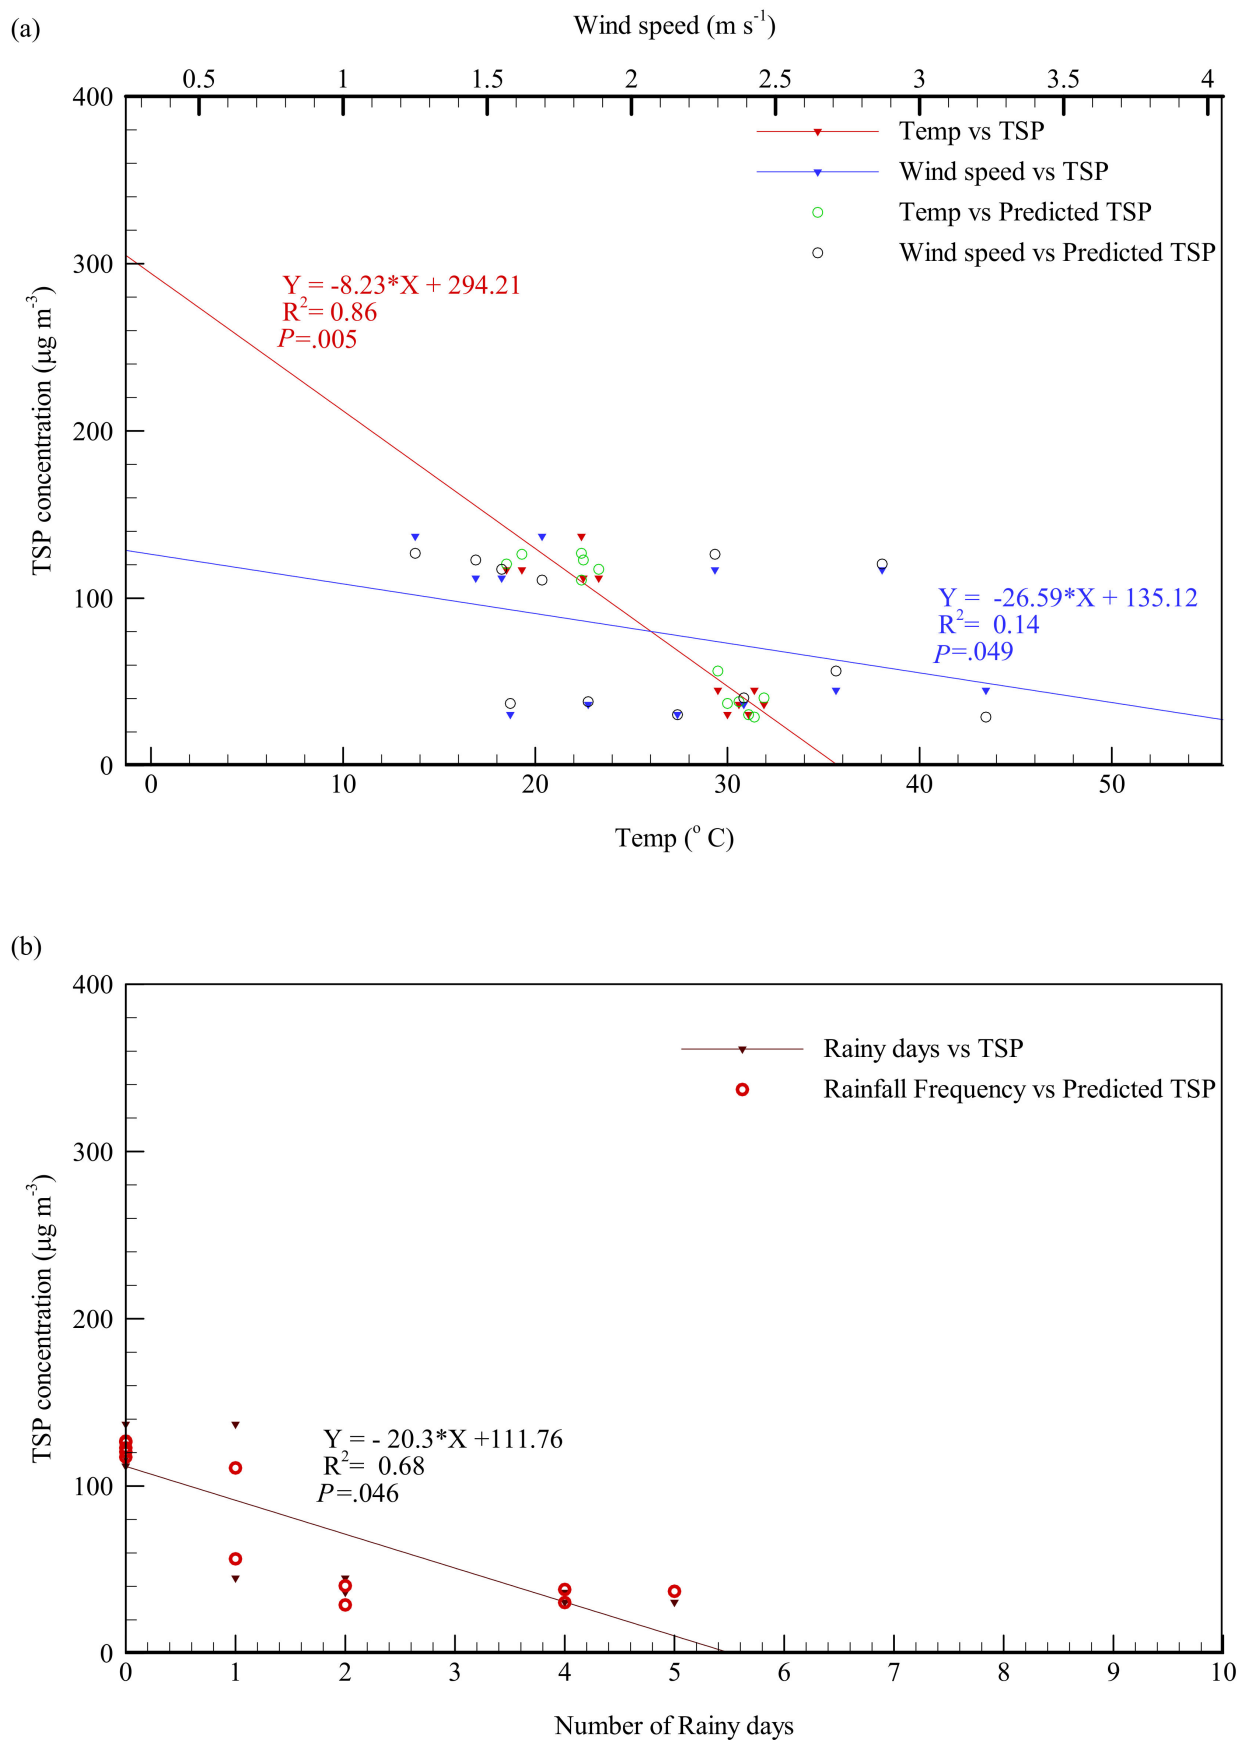 (a)
Wind speed (m s⁻¹)
0.5 1 1.5 2 2.5 3 3.5 4
400
300
200
100
0
TSP concentration (µg m⁻³)
Temp vs TSP
Wind speed vs TSP
Temp vs Predicted TSP
Wind speed vs Predicted TSP
Y = -8.23*X + 294.21
R²= 0.86
P=.005
Y = -26.59*X + 135.12
R²= 0.14
P=.049
0 10 20 30 40 50
Temp (° C)
(b)
400
300
200
100
0
TSP concentration (µg m⁻³)
Rainy days vs TSP
Rainfall Frequency vs Predicted TSP
Y = - 20.3*X +111.76
R²= 0.68
P=.046
0 1 2 3 4 5 6 7 8 9 10
Number of Rainy days